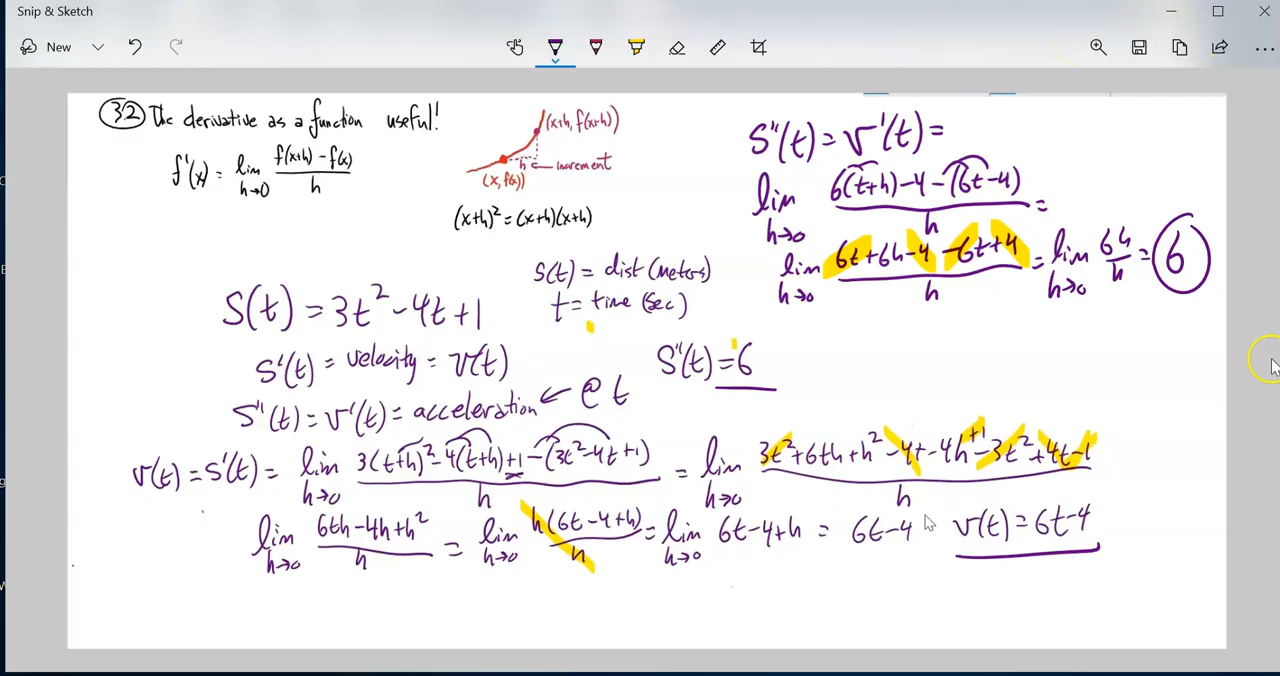 Snip & Sketch
New
32 The derivative as a function useful!
f'(x) = lim h→0 f(x+h) - f(x) / h
(x+h, f(x+h))
h ← increment
(x, f(x))
(x+h)² = (x+h)(x+h)
S(t) = dist (meters)
t = time (sec)
S(t) = 3t² - 4t + 1
S'(t) = velocity = v(t)
S''(t) = v'(t) = acceleration ← @ t
S''(t) = 6
S''(t) = v'(t) =
lim h→0 6(t+h) - 4 - (6t - 4) / h =
lim h→0 6t + 6h - 4 - 6t + 4 / h = lim h→0 6h / h = 6
v(t) = S'(t) = lim h→0 3(t+h)² - 4(t+h) + 1 - (3t² - 4t + 1) / h = lim h→0 3t² + 6th + h² - 4t - 4h + 1 - 3t² + 4t - 1 / h
lim h→0 6th - 4h + h² / h = lim h→0 h(6t - 4 + h) / h = lim h→0 6t - 4 + h = 6t - 4 v(t) = 6t - 4